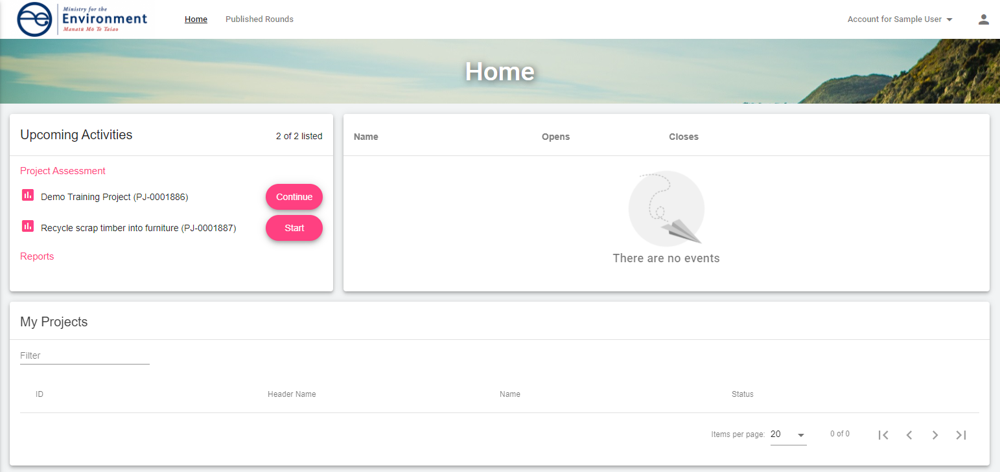 Ministry for the
Environment
Manatū Mō Te Taiao
Home
Published Rounds
Account for Sample User
Home
Upcoming Activities
2 of 2 listed
Project Assessment
Demo Training Project (PJ-0001886)
Continue
Recycle scrap timber into furniture (PJ-0001887)
Start
Reports
Name
Opens
Closes
There are no events
My Projects
Filter
ID
Header Name
Name
Status
Items per page:
20
0 of 0